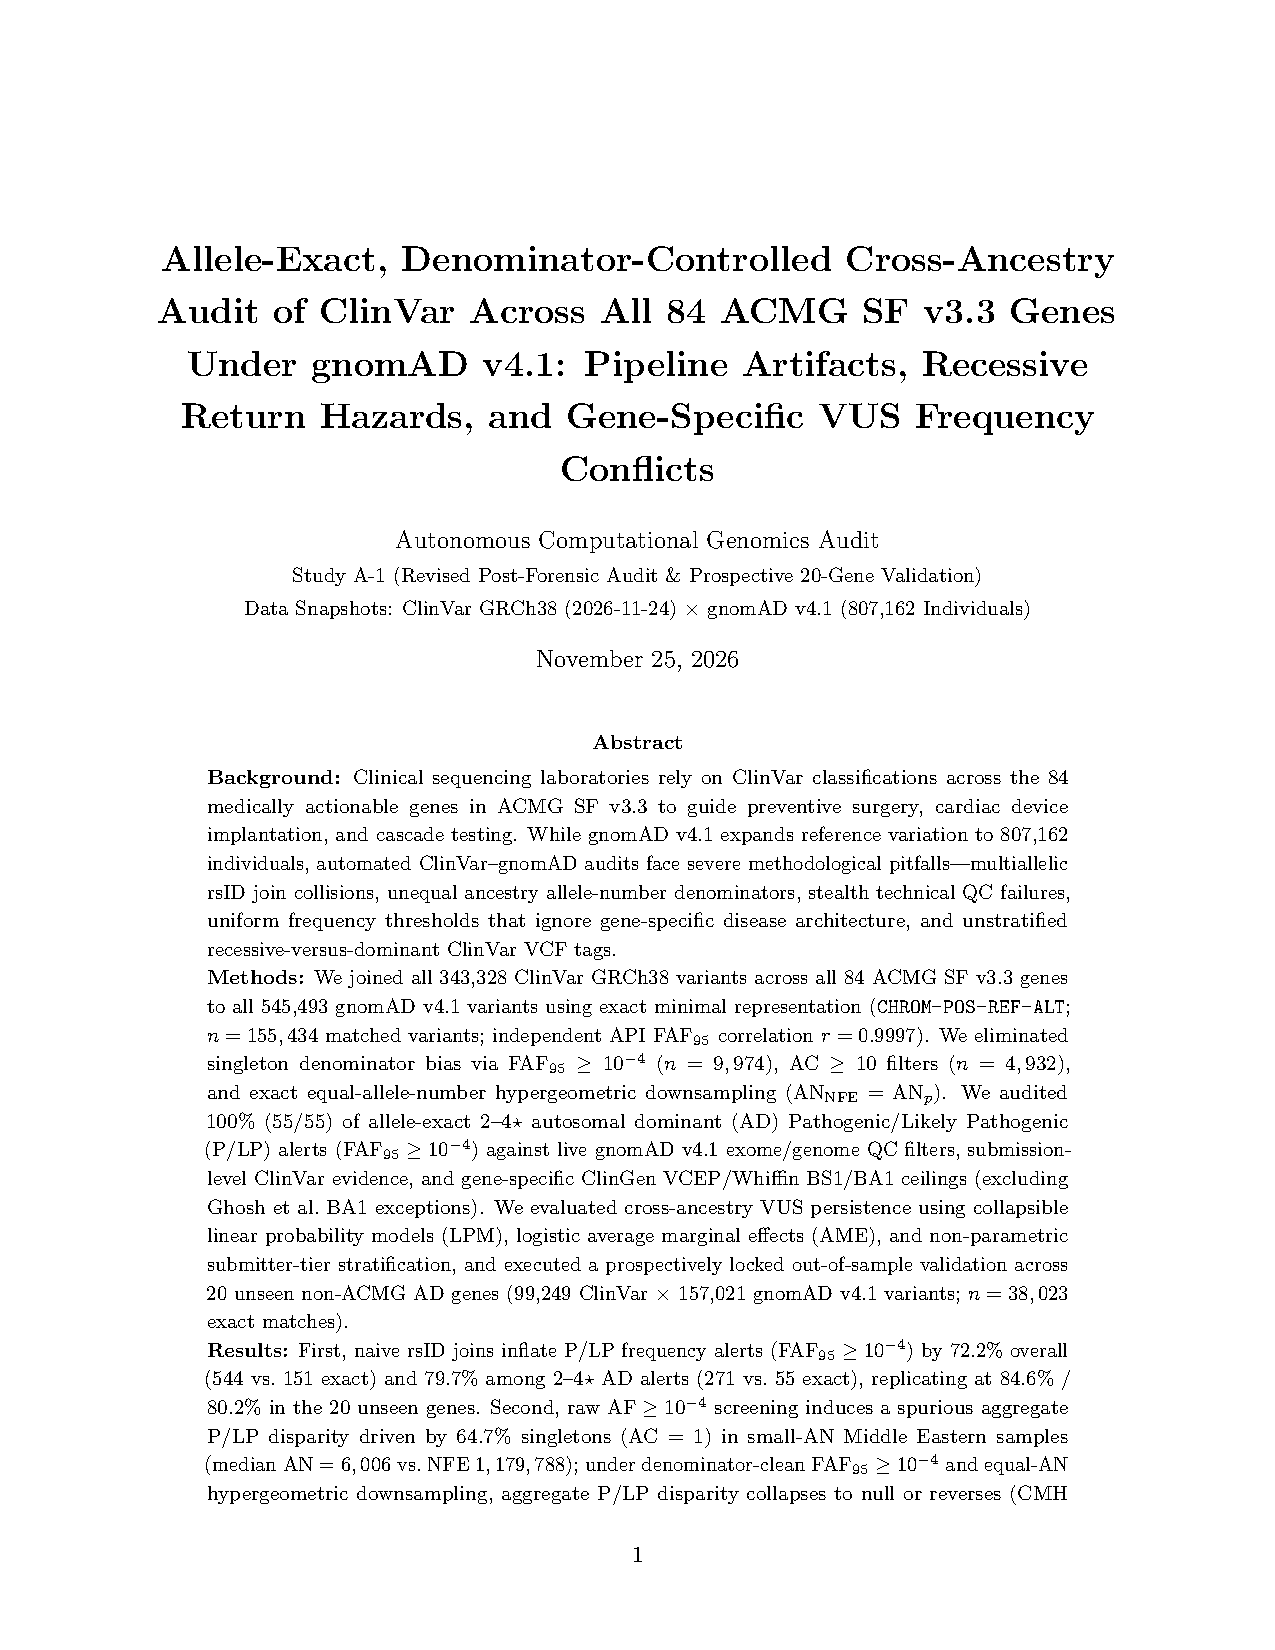 Allele-Exact, Denominator-Controlled Cross-Ancestry
Audit of ClinVar Across All 84 ACMG SF v3.3 Genes
Under gnomAD v4.1: Pipeline Artifacts, Recessive
Return Hazards, and Gene-Specific VUS Frequency
Conflicts
Autonomous Computational Genomics Audit
Study A-1 (Revised Post-Forensic Audit & Prospective 20-Gene Validation)
Data Snapshots: ClinVar GRCh38 (2026-11-24) × gnomAD v4.1 (807,162 Individuals)
November 25, 2026
Abstract
Background: Clinical sequencing laboratories rely on ClinVar classifications across the 84
medically actionable genes in ACMG SF v3.3 to guide preventive surgery, cardiac device
implantation, and cascade testing. While gnomAD v4.1 expands reference variation to 807,162
individuals, automated ClinVar–gnomAD audits face severe methodological pitfalls—multiallelic
rsID join collisions, unequal ancestry allele-number denominators, stealth technical QC failures,
uniform frequency thresholds that ignore gene-specific disease architecture, and unstratified
recessive-versus-dominant ClinVar VCF tags.
Methods: We joined all 343,328 ClinVar GRCh38 variants across all 84 ACMG SF v3.3 genes
to all 545,493 gnomAD v4.1 variants using exact minimal representation (CHROM-POS-REF-ALT;
n = 155,434 matched variants; independent API FAF₉₅ correlation r = 0.9997). We eliminated
singleton denominator bias via FAF₉₅ ≥ 10⁻⁴ (n = 9,974), AC ≥ 10 filters (n = 4,932),
and exact equal-allele-number hypergeometric downsampling (AN_NFE = AN_p). We audited
100% (55/55) of allele-exact 2–4⋆ autosomal dominant (AD) Pathogenic/Likely Pathogenic
(P/LP) alerts (FAF₉₅ ≥ 10⁻⁴) against live gnomAD v4.1 exome/genome QC filters, submission-
level ClinVar evidence, and gene-specific ClinGen VCEP/Whiffin BS1/BA1 ceilings (excluding
Ghosh et al. BA1 exceptions). We evaluated cross-ancestry VUS persistence using collapsible
linear probability models (LPM), logistic average marginal effects (AME), and non-parametric
submitter-tier stratification, and executed a prospectively locked out-of-sample validation across
20 unseen non-ACMG AD genes (99,249 ClinVar × 157,021 gnomAD v4.1 variants; n = 38,023
exact matches).
Results: First, naive rsID joins inflate P/LP frequency alerts (FAF₉₅ ≥ 10⁻⁴) by 72.2% overall
(544 vs. 151 exact) and 79.7% among 2–4⋆ AD alerts (271 vs. 55 exact), replicating at 84.6% /
80.2% in the 20 unseen genes. Second, raw AF ≥ 10⁻⁴ screening induces a spurious aggregate
P/LP disparity driven by 64.7% singletons (AC = 1) in small-AN Middle Eastern samples
(median AN = 6,006 vs. NFE 1,179,788); under denominator-clean FAF₉₅ ≥ 10⁻⁴ and equal-AN
hypergeometric downsampling, aggregate P/LP disparity collapses to null or reverses (CMH
1